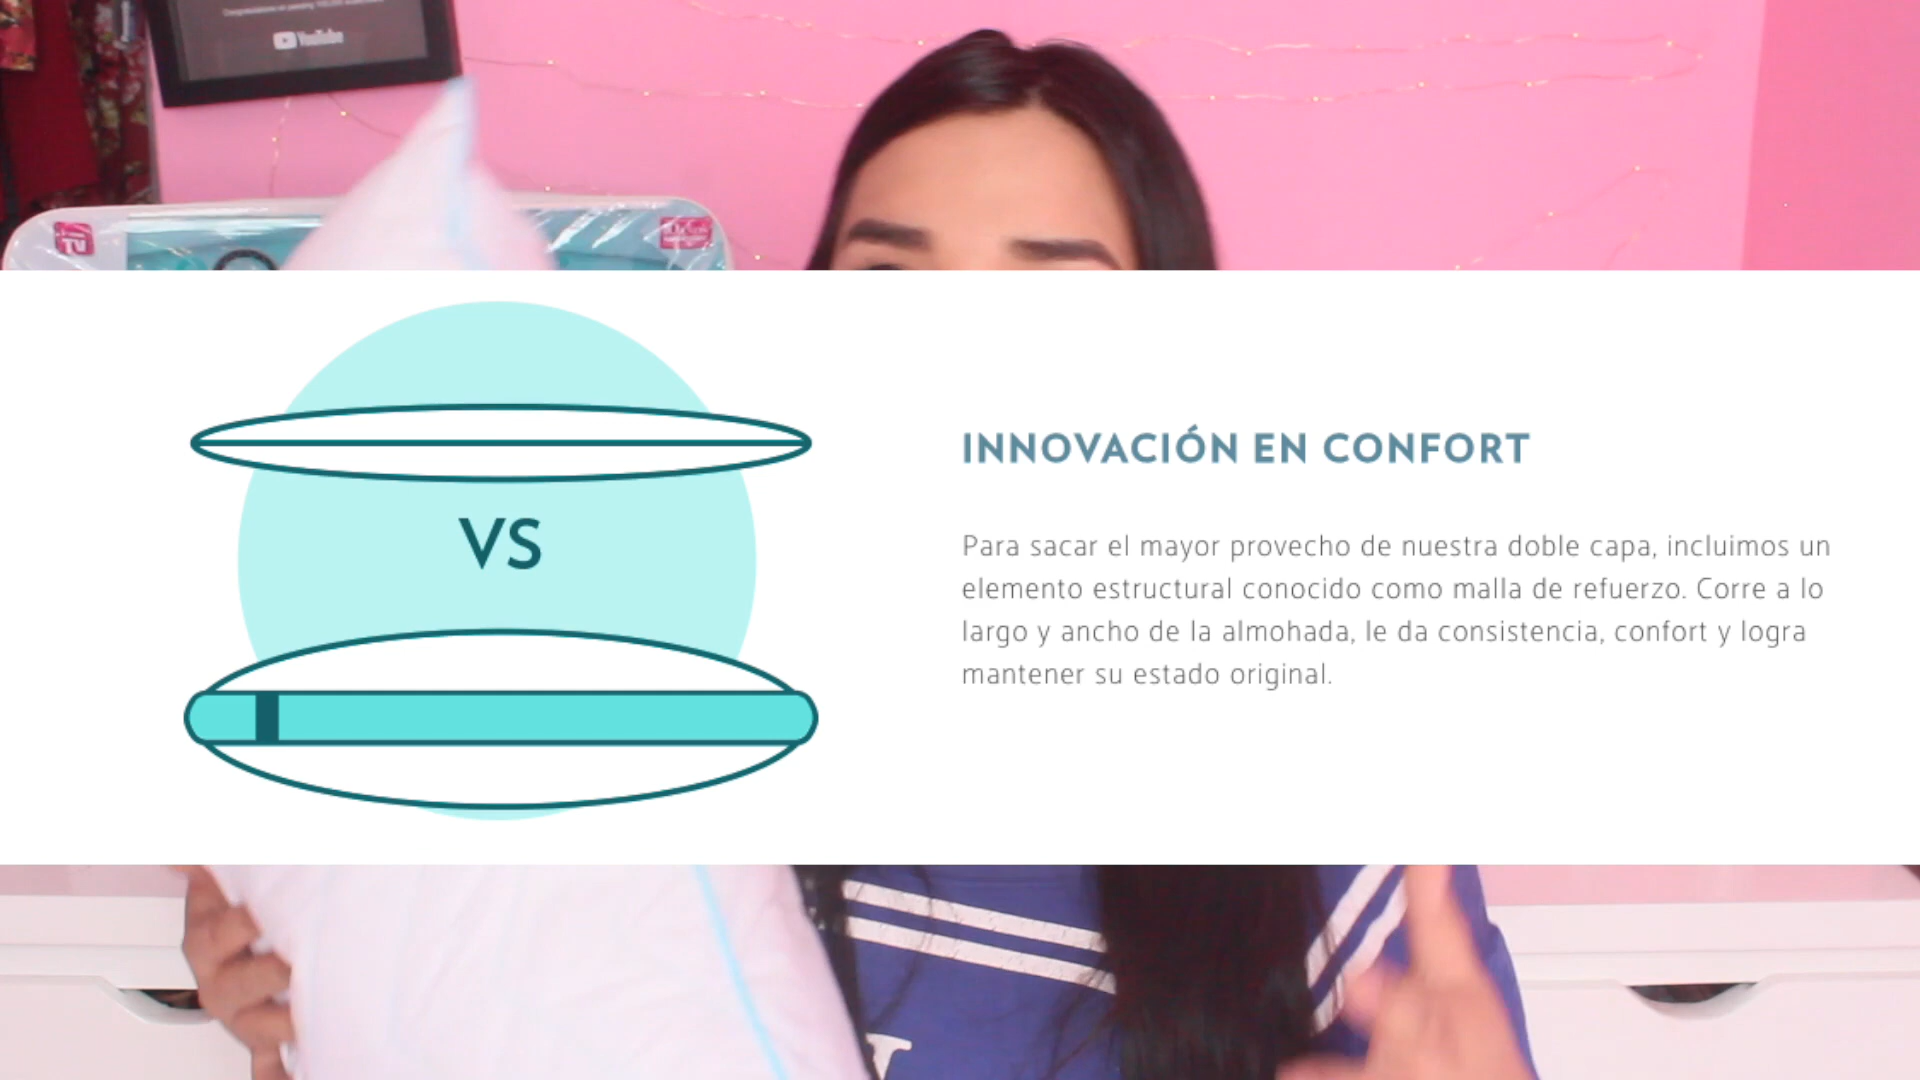 YouTube
TV
VS
INNOVACIÓN EN CONFORT
Para sacar el mayor provecho de nuestra doble capa, incluimos un
elemento estructural conocido como malla de refuerzo. Corre a lo
largo y ancho de la almohada, le da consistencia, confort y logra
mantener su estado original.